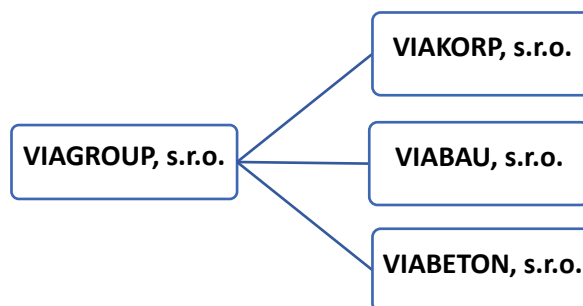 VIAGROUP, s.r.o.
VIAKORP, s.r.o.
VIABAU, s.r.o.
VIABETON, s.r.o.